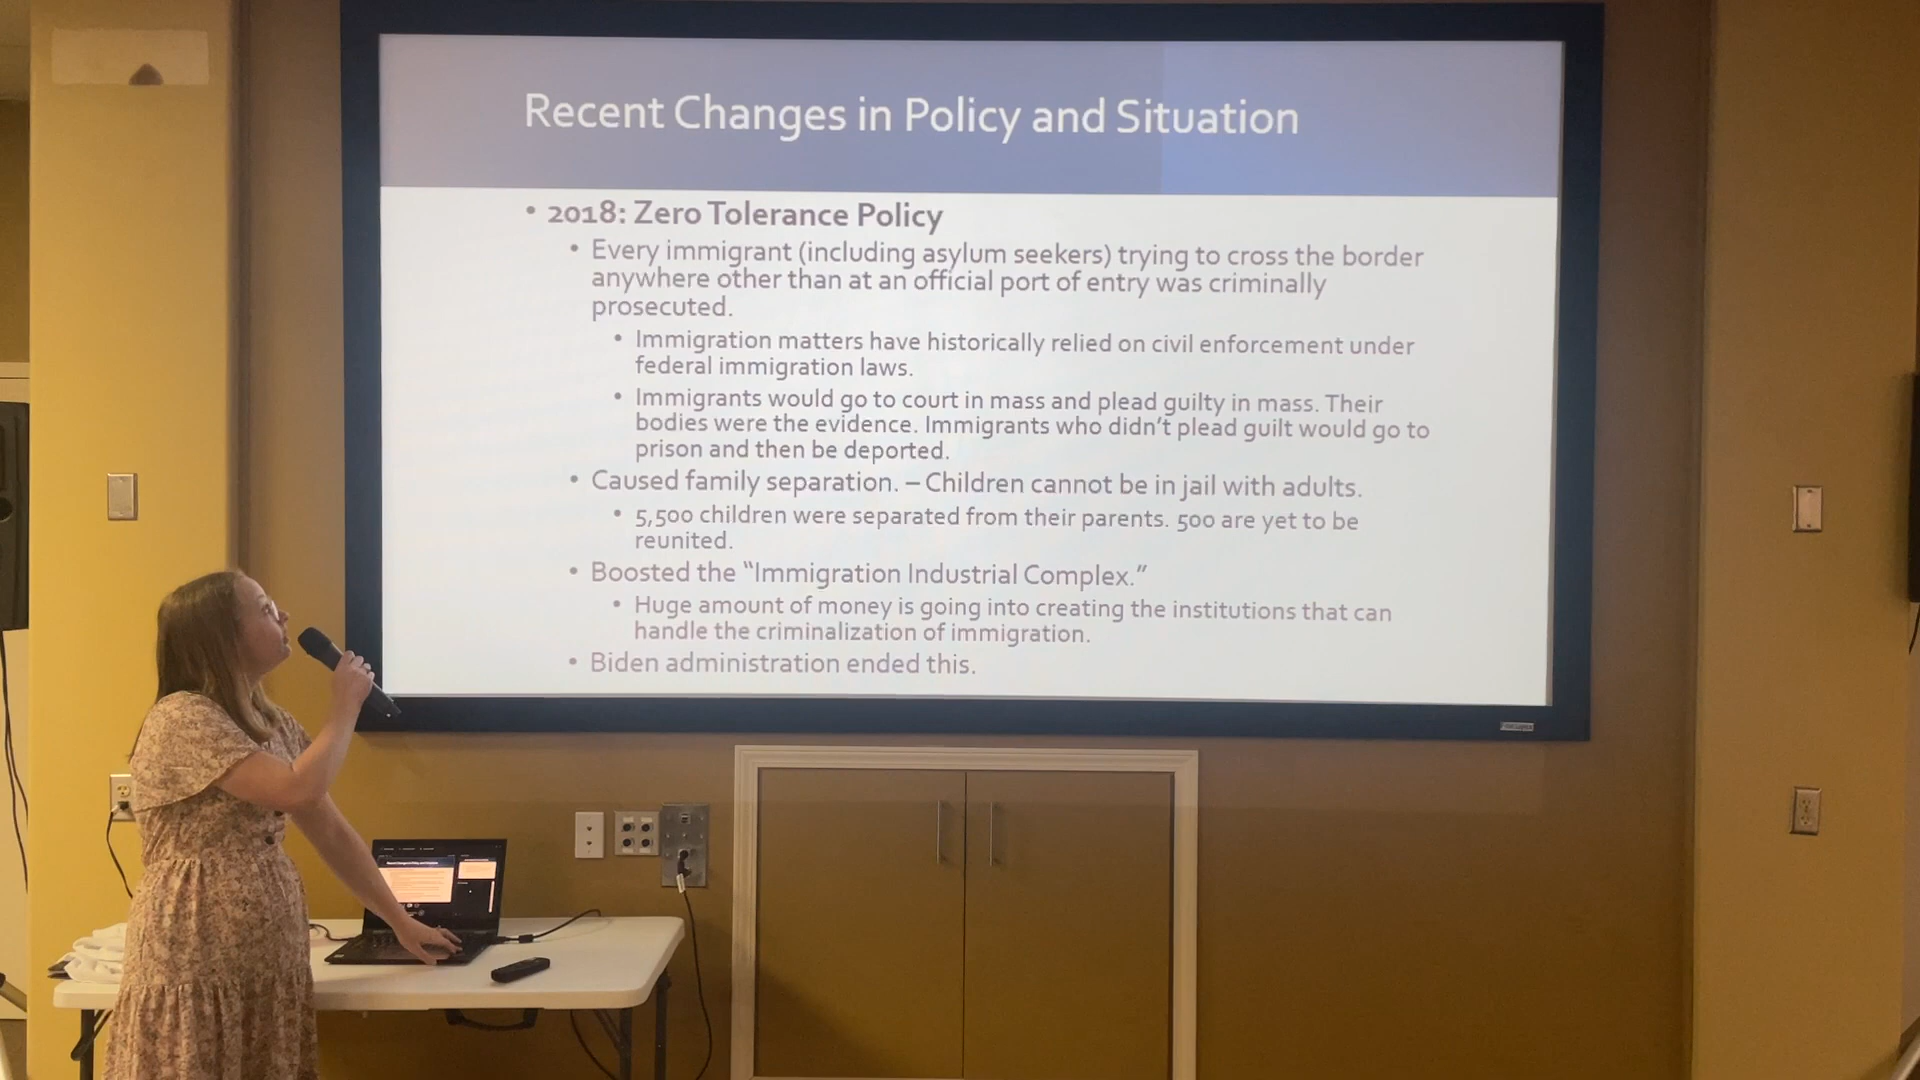 Recent Changes in Policy and Situation
• 2018: Zero Tolerance Policy
• Every immigrant (including asylum seekers) trying to cross the border
anywhere other than at an official port of entry was criminally
prosecuted.
• Immigration matters have historically relied on civil enforcement under
federal immigration laws.
• Immigrants would go to court in mass and plead guilty in mass. Their
bodies were the evidence. Immigrants who didn't plead guilt would go to
prison and then be deported.
• Caused family separation. – Children cannot be in jail with adults.
• 5,500 children were separated from their parents. 500 are yet to be
reunited.
• Boosted the “Immigration Industrial Complex.”
• Huge amount of money is going into creating the institutions that can
handle the criminalization of immigration.
• Biden administration ended this.